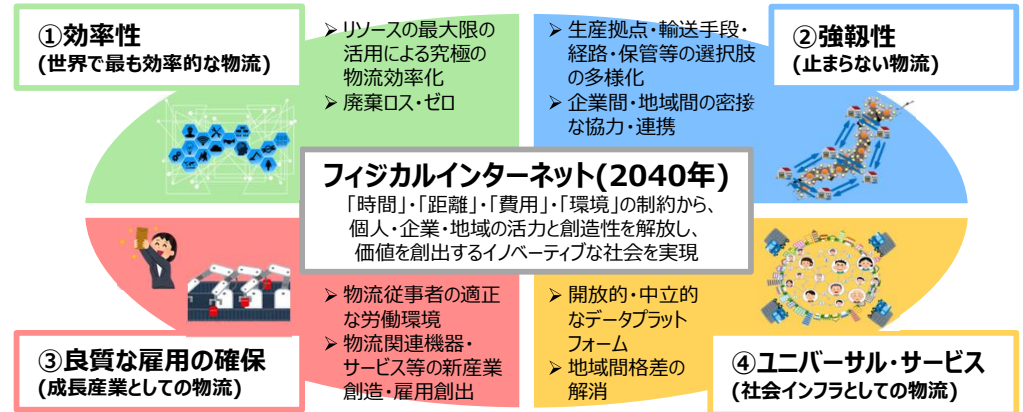 ①効率性
(世界で最も効率的な物流)
➢ リソースの最大限の
活用による究極の
物流効率化
➢ 廃棄ロス・ゼロ
➢ 生産拠点・輸送手段・
経路・保管等の選択肢
の多様化
➢ 企業間・地域間の密接
な協力・連携
②強靭性
(止まらない物流)
フィジカルインターネット(2040年)
「時間」・「距離」・「費用」・「環境」の制約から、
個人・企業・地域の活力と創造性を解放し、
価値を創出するイノベーティブな社会を実現
③良質な雇用の確保
(成長産業としての物流)
➢ 物流従事者の適正
な労働環境
➢ 物流関連機器・
サービス等の新産業
創造・雇用創出
➢ 開放的・中立的
なデータプラット
フォーム
➢ 地域間格差の
解消
④ユニバーサル・サービス
(社会インフラとしての物流)